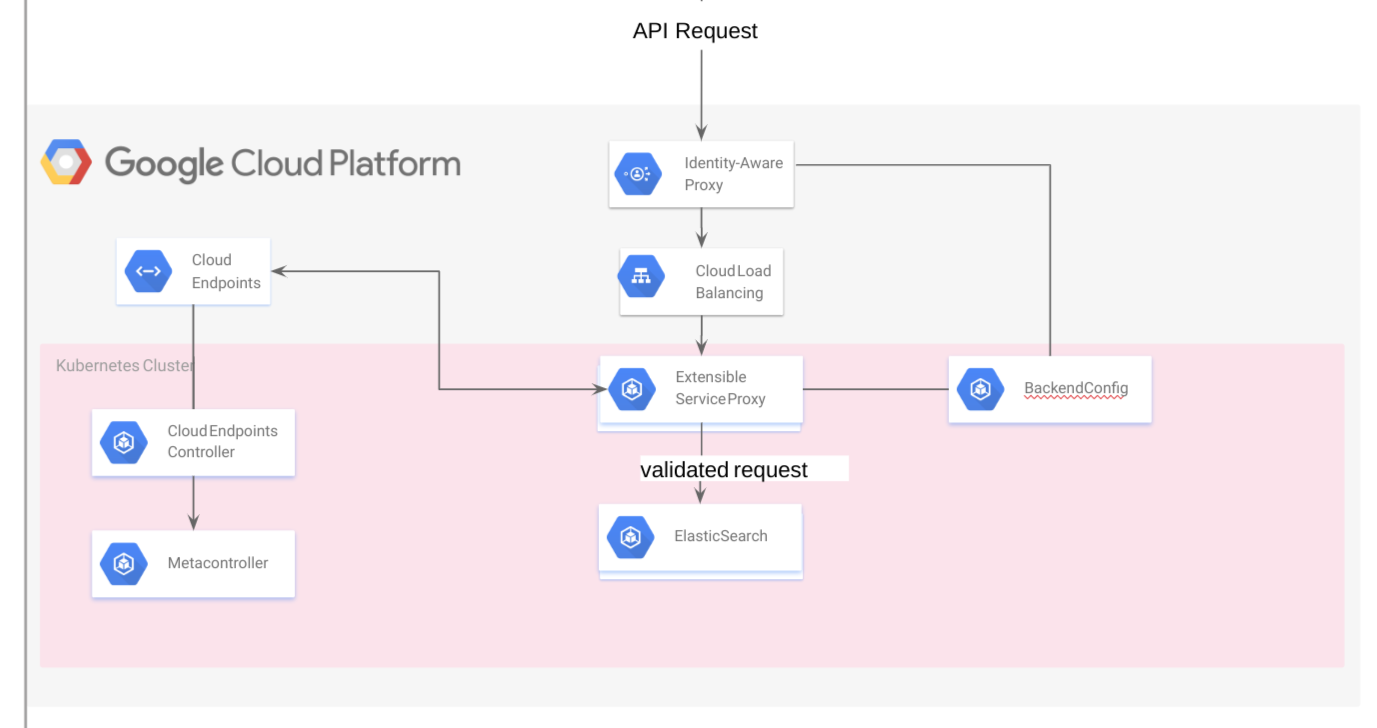 API Request
Google Cloud Platform
Identity-Aware
Proxy
Cloud
Endpoints
Cloud Load
Balancing
Kubernetes Cluster
Extensible
Service Proxy
BackendConfig
Cloud Endpoints
Controller
validated request
ElasticSearch
Metacontroller